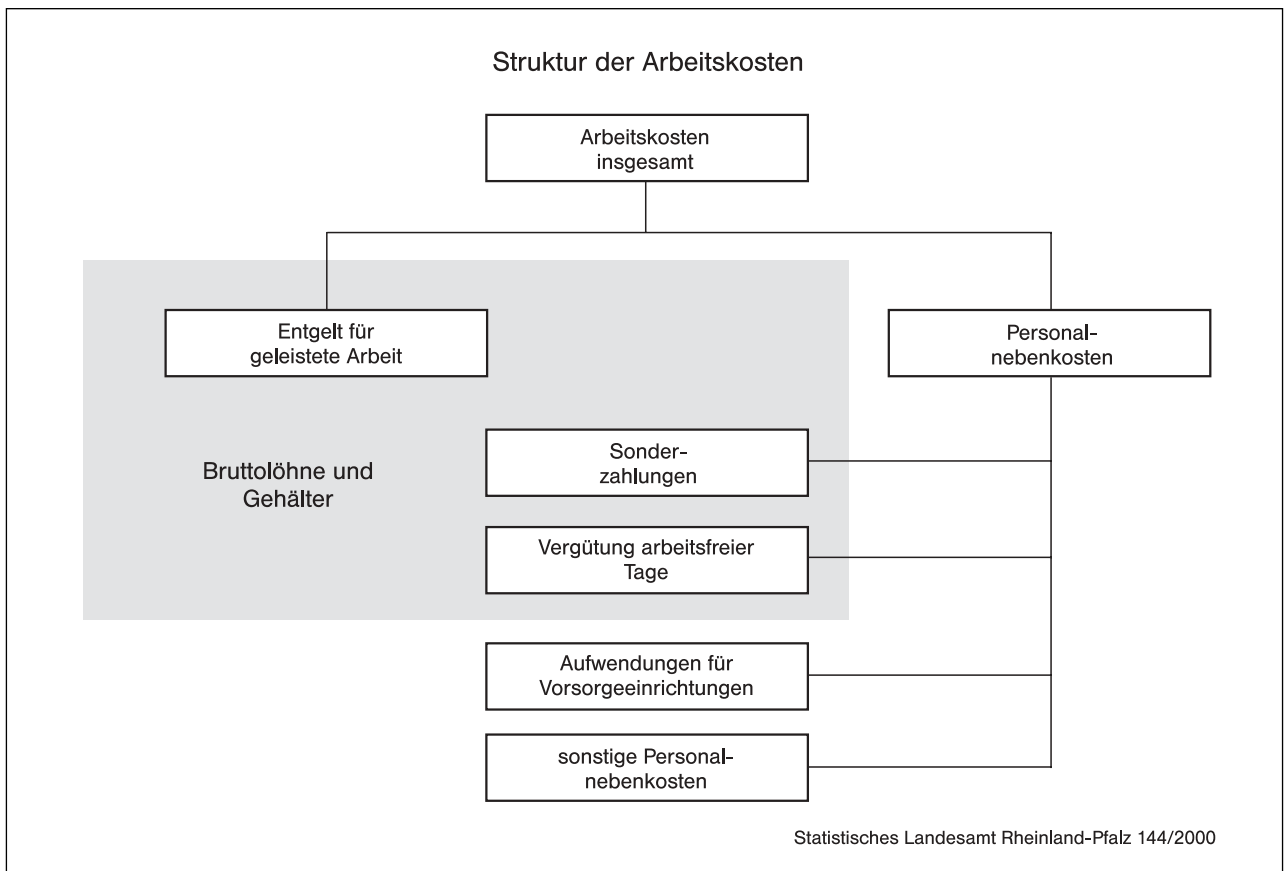 Struktur der Arbeitskosten
Arbeitskosten
insgesamt
Entgelt für
geleistete Arbeit
Personal-
nebenkosten
Sonder-
zahlungen
Bruttolöhne und
Gehälter
Vergütung arbeitsfreier
Tage
Aufwendungen für
Vorsorgeeinrichtungen
sonstige Personal-
nebenkosten
Statistisches Landesamt Rheinland-Pfalz 144/2000